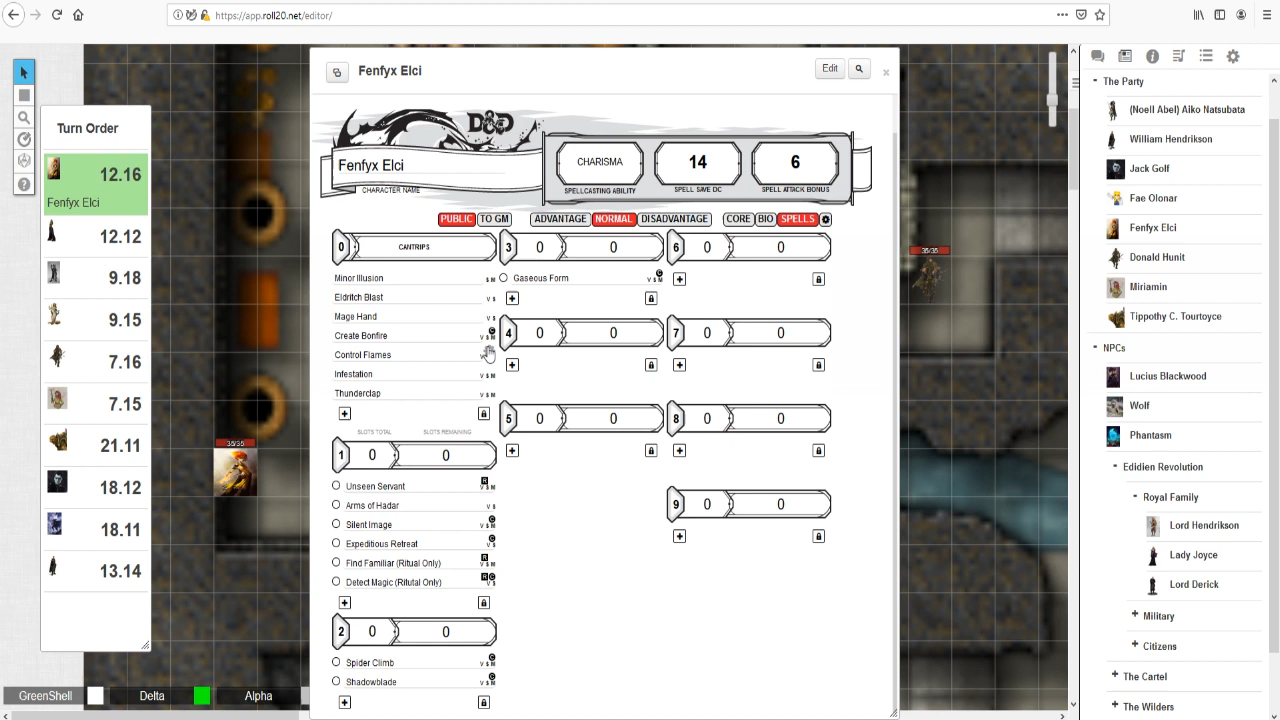 https://app.roll20.net/editor/
Turn Order
12.16
Fenfyx Elci
12.12
9.18
9.15
7.16
7.15
21.11
18.12
18.11
13.14
GreenShell
Delta
Alpha
35/35
35/35
Fenfyx Elci
Edit
D&D
Fenfyx Elci
CHARACTER NAME
CHARISMA
SPELLCASTING ABILITY
14
SPELL SAVE DC
6
SPELL ATTACK BONUS
PUBLIC TO GM
ADVANTAGE NORMAL DISADVANTAGE
CORE BIO SPELLS
0 CANTRIPS
Minor Illusion S M
Eldritch Blast V S
Mage Hand V S
Create Bonfire C V S M
Control Flames
Infestation V S M
Thunderclap V S M
SLOTS TOTAL SLOTS REMAINING
1 0 0
Unseen Servant R V S M
Arms of Hadar V S
Silent Image C V S M
Expeditious Retreat C V S
Find Familiar (Ritual Only) R V S M
Detect Magic (Ritutal Only) R C V S
2 0 0
Spider Climb C V S M
Shadowblade C V S
3 0 0
Gaseous Form C V S M
4 0 0
5 0 0
6 0 0
7 0 0
8 0 0
9 0 0
The Party
(Noell Abel) Aiko Natsubata
William Hendrikson
Jack Golf
Fae Olonar
Fenfyx Elci
Donald Hunit
Miriamin
Tippothy C. Tourtoyce
NPCs
Lucius Blackwood
Wolf
Phantasm
Edidien Revolution
Royal Family
Lord Hendrikson
Lady Joyce
Lord Derick
Military
Citizens
The Cartel
The Wilders